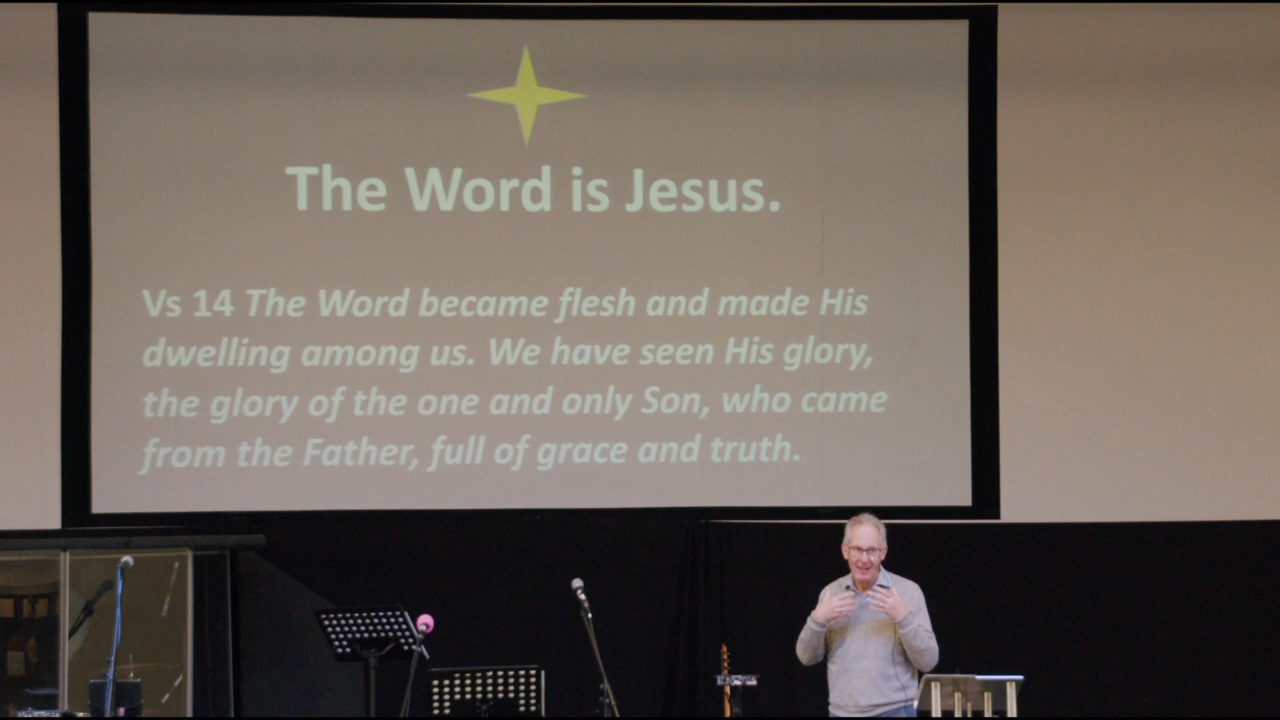 The Word is Jesus.
Vs 14 The Word became flesh and made His
dwelling among us. We have seen His glory,
the glory of the one and only Son, who came
from the Father, full of grace and truth.